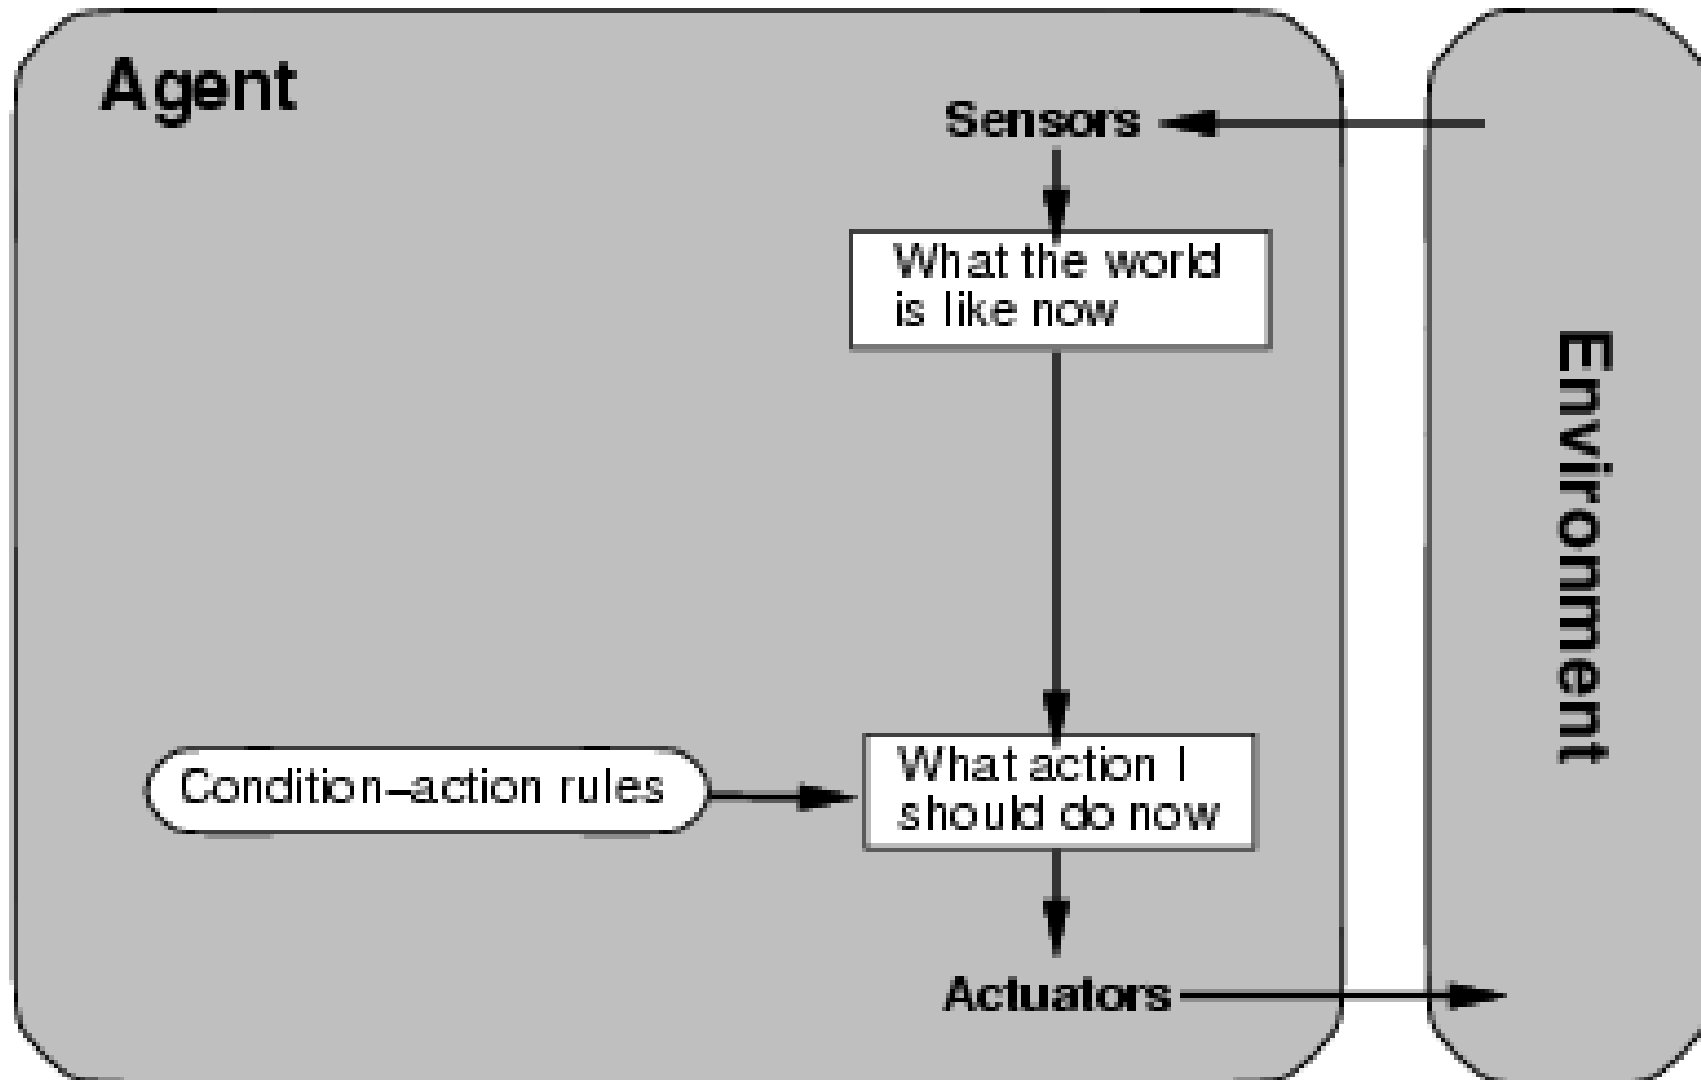 Agent
Sensors
What the world
is like now
Environment
Condition–action rules
What action I
should do now
Actuators